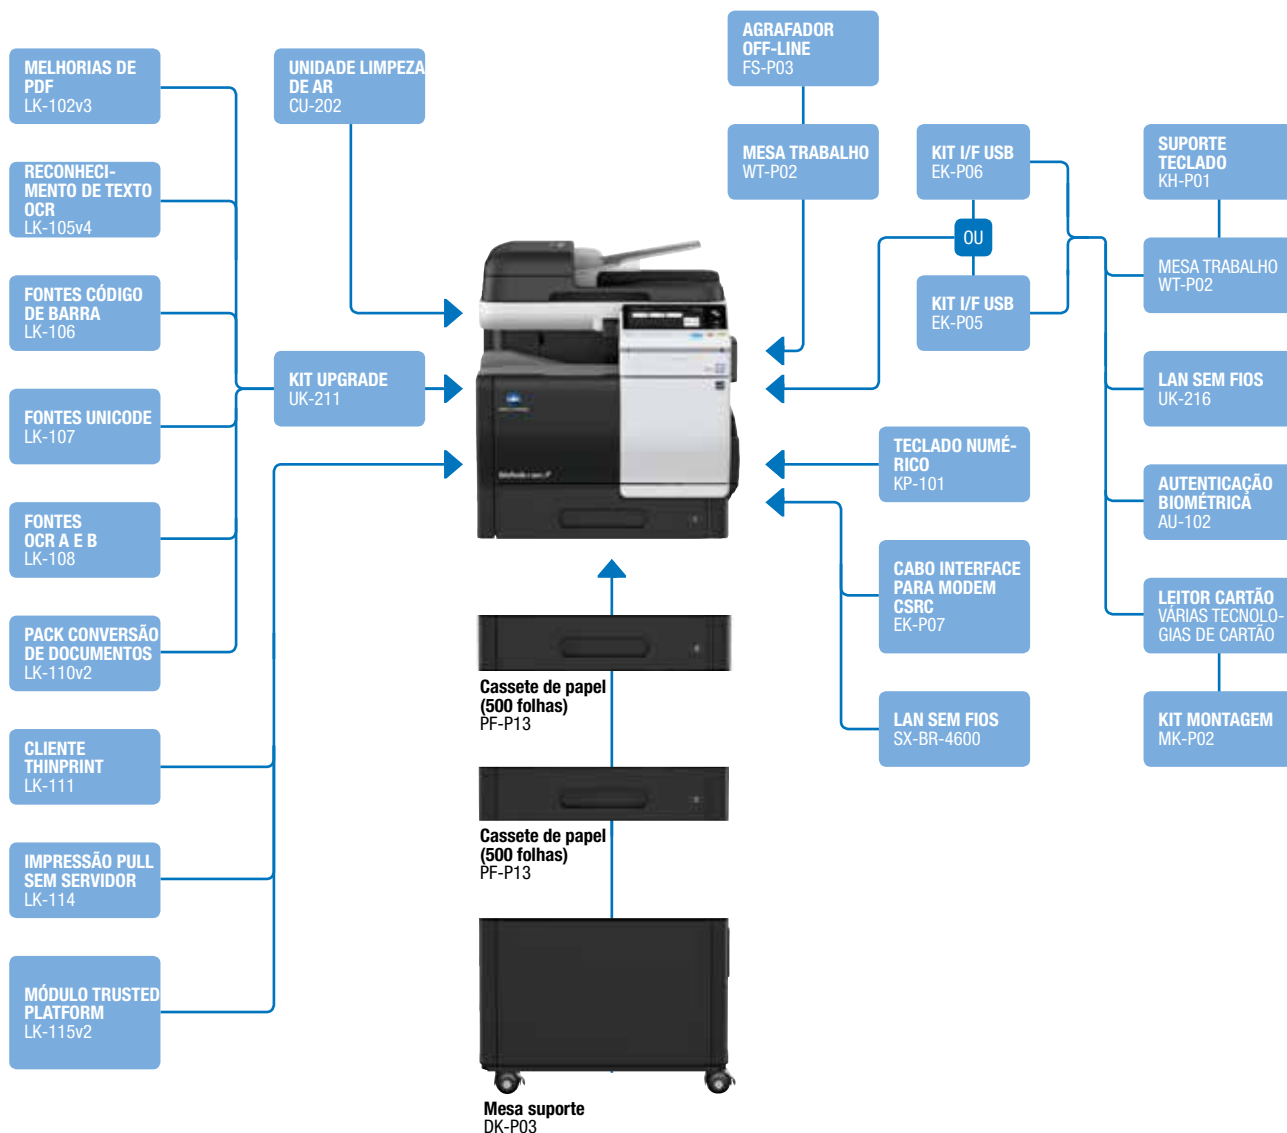 MELHORIAS DE
PDF
LK-102v3
RECONHECI-
MENTO DE TEXTO
OCR
LK-105v4
FONTES CÓDIGO
DE BARRA
LK-106
FONTES UNICODE
LK-107
FONTES
OCR A E B
LK-108
PACK CONVERSÃO
DE DOCUMENTOS
LK-110v2
CLIENTE
THINPRINT
LK-111
IMPRESSÃO PULL
SEM SERVIDOR
LK-114
MÓDULO TRUSTED
PLATFORM
LK-115v2
UNIDADE LIMPEZA
DE AR
CU-202
KIT UPGRADE
UK-211
Cassete de papel
(500 folhas)
PF-P13
Cassete de papel
(500 folhas)
PF-P13
Mesa suporte
DK-P03
AGRAFADOR
OFF-LINE
FS-P03
MESA TRABALHO
WT-P02
KIT I/F USB
EK-P06
OU
KIT I/F USB
EK-P05
TECLADO NUMÉ-
RICO
KP-101
CABO INTERFACE
PARA MODEM
CSRC
EK-P07
LAN SEM FIOS
SX-BR-4600
SUPORTE
TECLADO
KH-P01
MESA TRABALHO
WT-P02
LAN SEM FIOS
UK-216
AUTENTICAÇÃO
BIOMÉTRICA
AU-102
LEITOR CARTÃO
VÁRIAS TECNOLO-
GIAS DE CARTÃO
KIT MONTAGEM
MK-P02